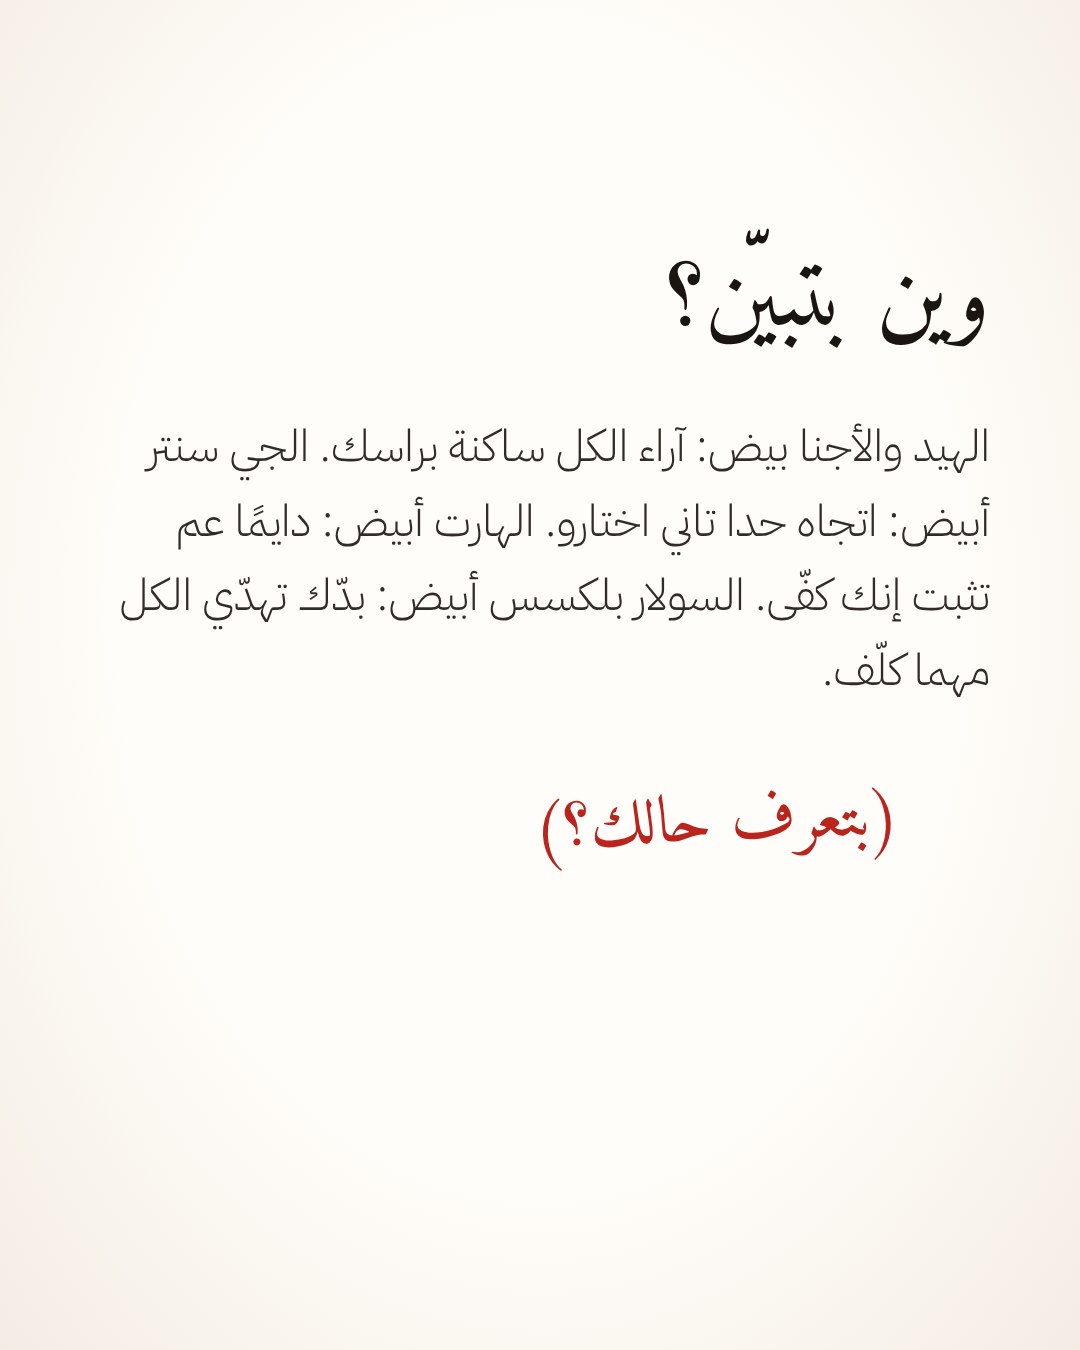 وين بتبيّن؟
الهيد والأجنا بيض: آراء الكل ساكنة براسك. الجي سنتر
أبيض: اتجاه حدا تاني اختارو. الهارت أبيض: دايمًا عم
تثبت إنك كفّى. السولار بلكسس أبيض: بدّك تهدّي الكل
مهما كلّف.
(بتعرف حالك؟)